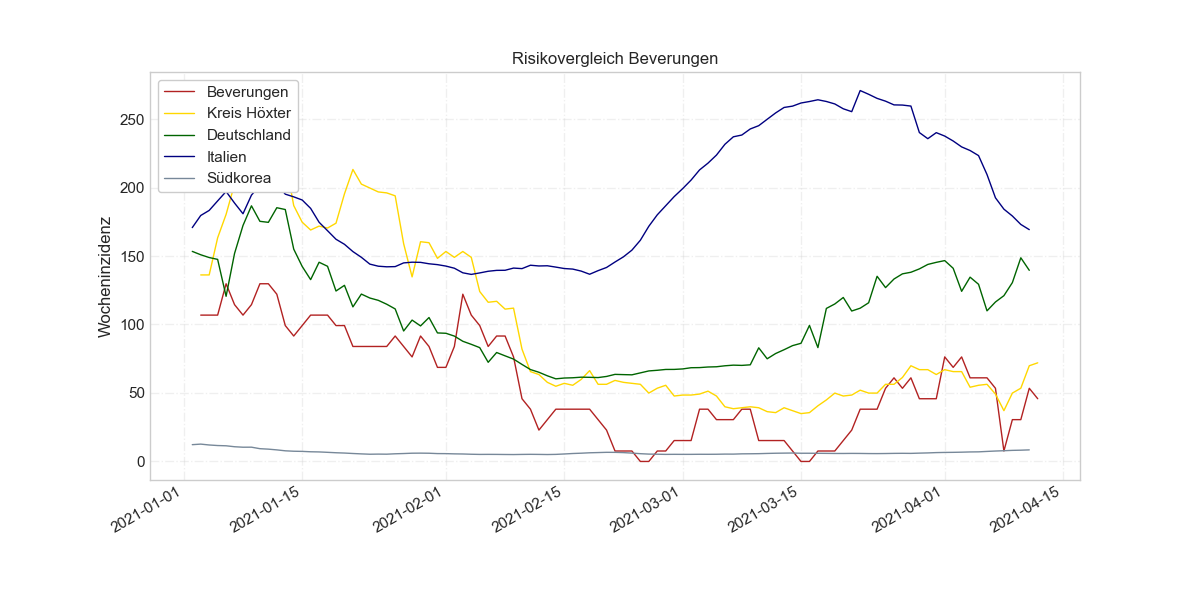 Risikovergleich Beverungen
Beverungen
Kreis Höxter
Deutschland
Italien
Südkorea
Wocheninzidenz
250
200
150
100
50
0
2021-01-01
2021-01-15
2021-02-01
2021-02-15
2021-03-01
2021-03-15
2021-04-01
2021-04-15